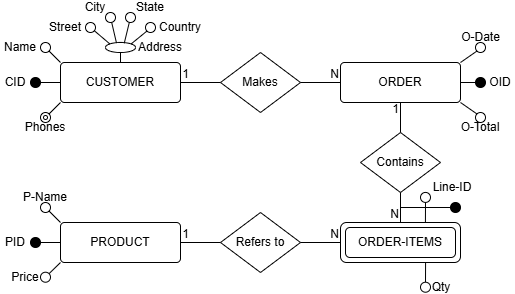 City
State
Street
Country
Name
Address
O-Date
CID
CUSTOMER
1
Makes
N
ORDER
OID
Phones
1
O-Total
Contains
P-Name
Line-ID
N
PID
PRODUCT
1
Refers to
N
ORDER-ITEMS
Price
Qty